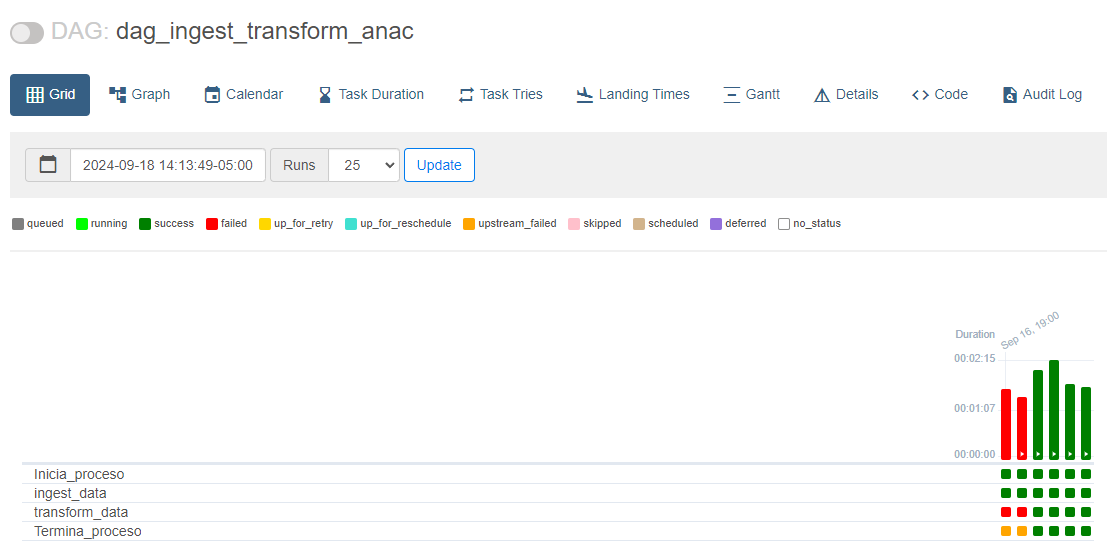 DAG: dag_ingest_transform_anac
Grid Graph Calendar Task Duration Task Tries Landing Times Gantt Details Code Audit Log
2024-09-18 14:13:49-05:00 Runs 25 Update
queued running success failed up_for_retry up_for_reschedule upstream_failed skipped scheduled deferred no_status
Sep 16, 19:00
Duration
00:02:15
00:01:07
00:00:00
Inicia_proceso
ingest_data
transform_data
Termina_proceso